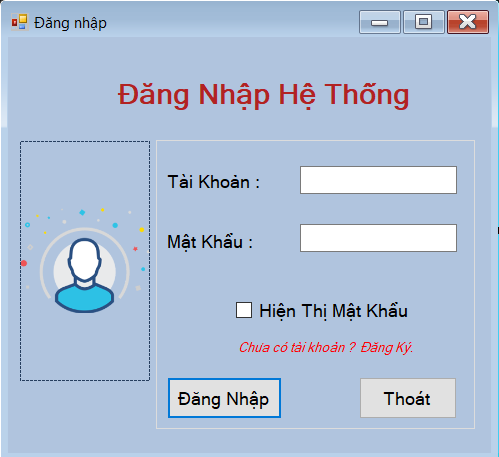 Đăng nhập
Đăng Nhập Hệ Thống
Tài Khoản :
Mật Khẩu :
Hiện Thị Mật Khẩu
Chưa có tài khoản ? Đăng Ký.
Đăng Nhập
Thoát